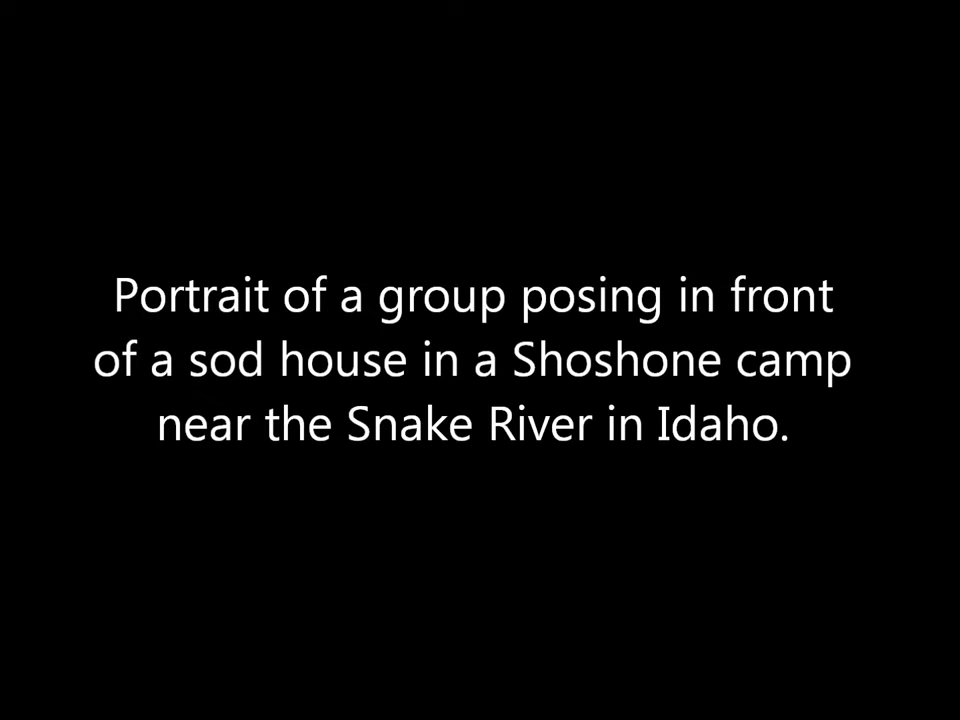 Portrait of a group posing in front
of a sod house in a Shoshone camp
near the Snake River in Idaho.